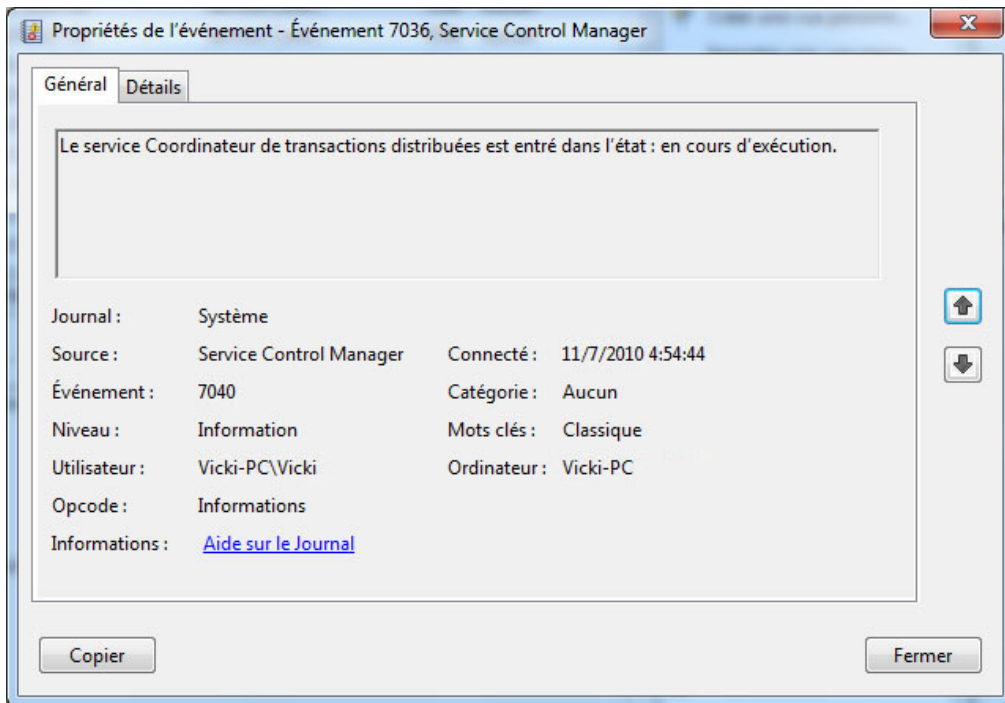 Propriétés de l'événement - Événement 7036, Service Control Manager
Général
Détails
Le service Coordinateur de transactions distribuées est entré dans l'état : en cours d'exécution.
Journal : Système
Source : Service Control Manager Connecté : 11/7/2010 4:54:44
Événement : 7040 Catégorie : Aucun
Niveau : Information Mots clés : Classique
Utilisateur : Vicki-PC\Vicki Ordinateur : Vicki-PC
Opcode : Informations
Informations : Aide sur le Journal
Copier
Fermer